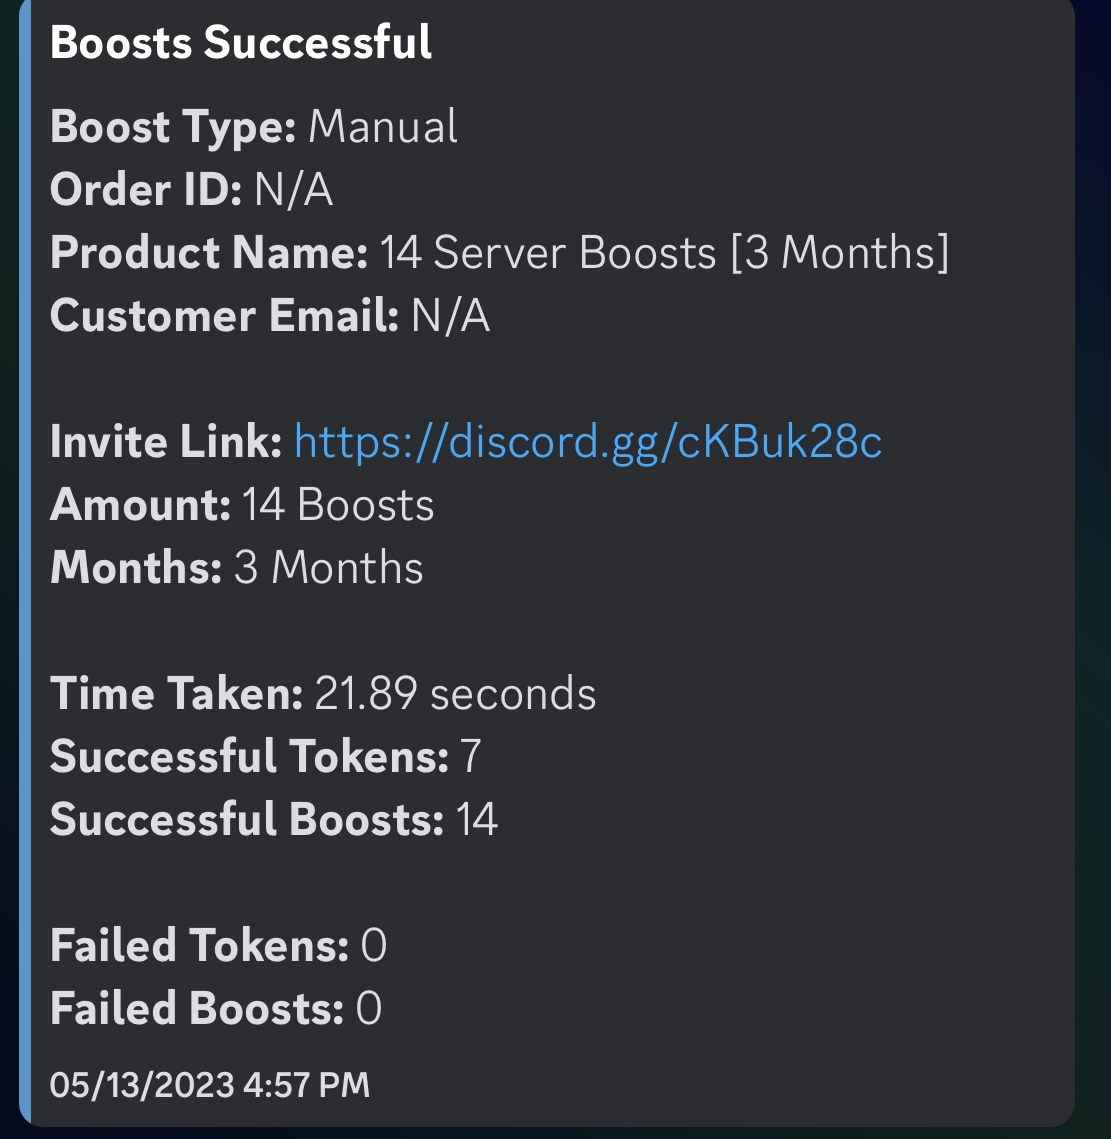 Boosts Successful
Boost Type: Manual
Order ID: N/A
Product Name: 14 Server Boosts [3 Months]
Customer Email: N/A
Invite Link: https://discord.gg/cKBuk28c
Amount: 14 Boosts
Months: 3 Months
Time Taken: 21.89 seconds
Successful Tokens: 7
Successful Boosts: 14
Failed Tokens: 0
Failed Boosts: 0
05/13/2023 4:57 PM